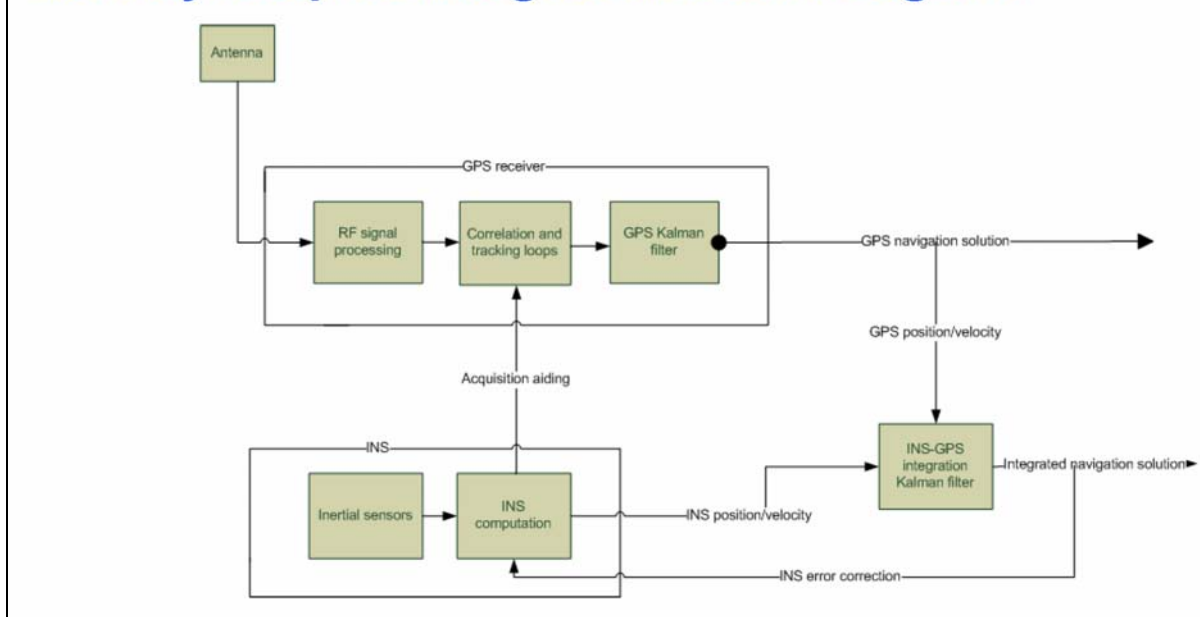 Antenna
GPS receiver
RF signal
processing
Correlation and
tracking loops
GPS Kalman
filter
GPS navigation solution
GPS position/velocity
Acquisition aiding
INS
INS-GPS
integration
Kalman filter
Integrated navigation solution
Inertial sensors
INS
computation
INS position/velocity
INS error correction